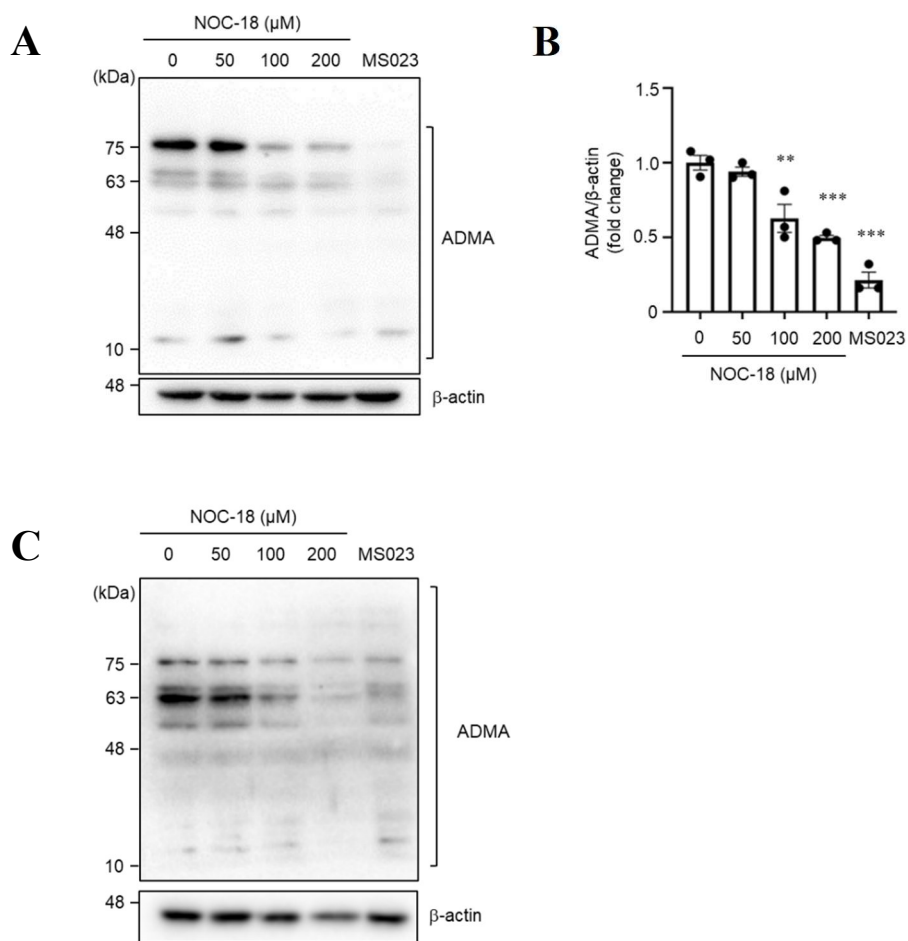 A
NOC-18 (µM)
0 50 100 200 MS023
(kDa)
75
63
48
10
ADMA
48
β-actin
B
1.5
1.0
0.5
0
ADMA/β-actin
(fold change)
**
***
***
0 50 100 200 MS023
NOC-18 (µM)
C
NOC-18 (µM)
0 50 100 200 MS023
(kDa)
75
63
48
10
ADMA
48
β-actin